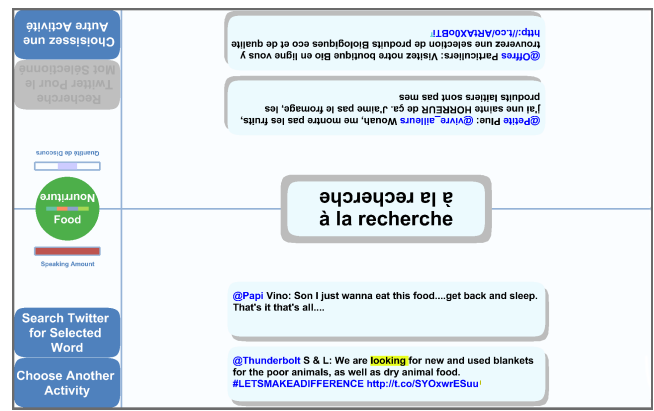 Choisissez une
Autre Activité
Recherche
Twitter Pour le
Mot Sélectionné
Quantité de Discours
Nourriture
Food
Speaking Amount
Search Twitter
for Selected
Word
Choose Another
Activity
@Offres Particuliers: Visitez notre boutique Bio en ligne vous y
trouverez une selection de produits Biologiques eco et de qualite
http://t.co/ARtAX0oBTi
@Petite Plue: @vivre_ailleurs Wouah, me montre pas les fruits,
j'ai une sainte HORREUR de ça. J'aime pas le fromage, les
produits laitiers sont pas mes
à la recherche
à la recherche
@Papi Vino: Son I just wanna eat this food....get back and sleep.
That's it that's all....
@Thunderbolt S & L: We are looking for new and used blankets
for the poor animals, as well as dry animal food.
#LETSMAKEADIFFERENCE http://t.co/SYOxwrESuu